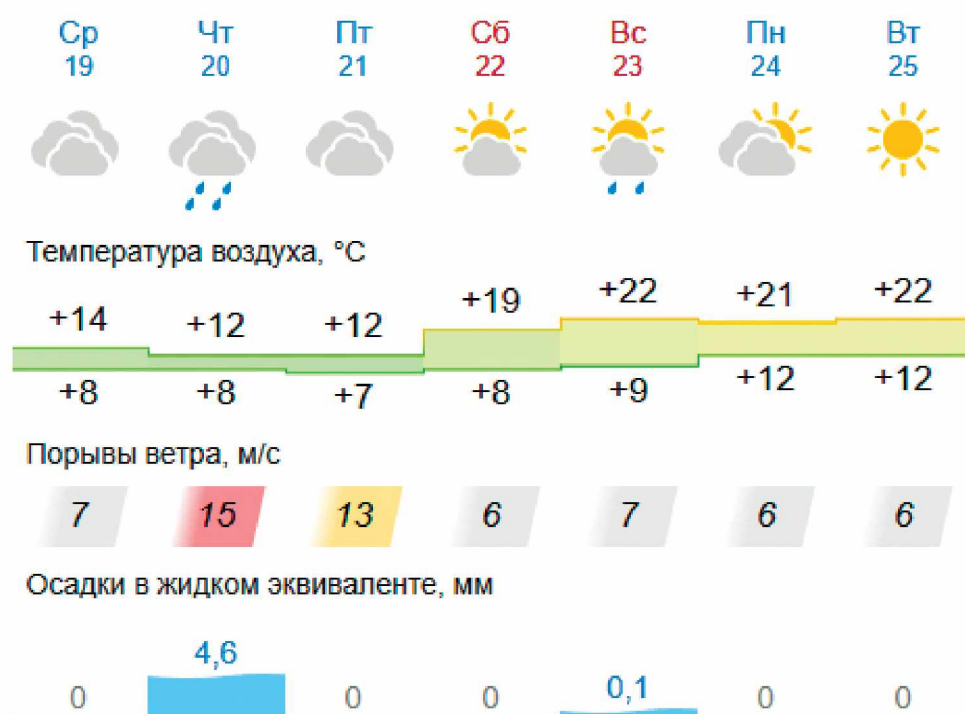 Ср Чт Пт Сб Вс Пн Вт
19 20 21 22 23 24 25
Температура воздуха, °C
+14 +12 +12 +19 +22 +21 +22
+8 +8 +7 +8 +9 +12 +12
Порывы ветра, м/с
7 15 13 6 7 6 6
Осадки в жидком эквиваленте, мм
0 4,6 0 0 0,1 0 0